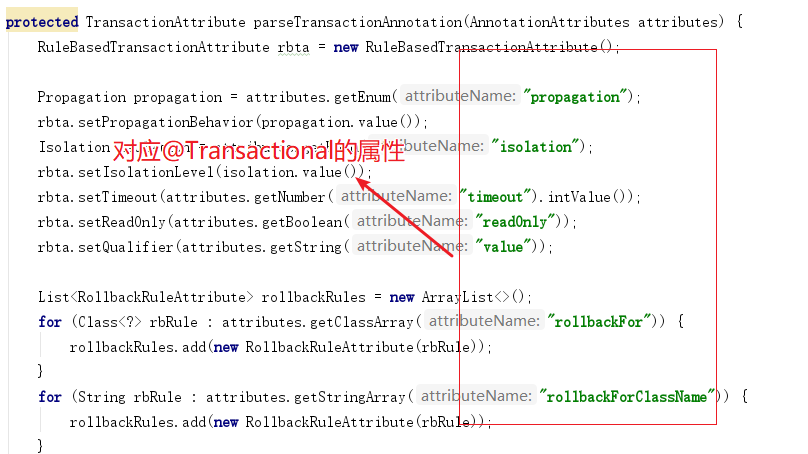 protected TransactionAttribute parseTransactionAnnotation(AnnotationAttributes attributes) {
RuleBasedTransactionAttribute rbta = new RuleBasedTransactionAttribute();
Propagation propagation = attributes.getEnum( attributeName: "propagation");
rbta.setPropagationBehavior(propagation.value());
对应@Transactional的属性
Isolation attributeName: "isolation");
rbta.setIsolationLevel(isolation.value());
rbta.setTimeout(attributes.getNumber( attributeName: "timeout").intValue());
rbta.setReadOnly(attributes.getBoolean( attributeName: "readOnly"));
rbta.setQualifier(attributes.getString( attributeName: "value"));
List<RollbackRuleAttribute> rollbackRules = new ArrayList<>();
for (Class<?> rbRule : attributes.getClassArray( attributeName: "rollbackFor")) {
rollbackRules.add(new RollbackRuleAttribute(rbRule));
}
for (String rbRule : attributes.getStringArray( attributeName: "rollbackForClassName")) {
rollbackRules.add(new RollbackRuleAttribute(rbRule));
}